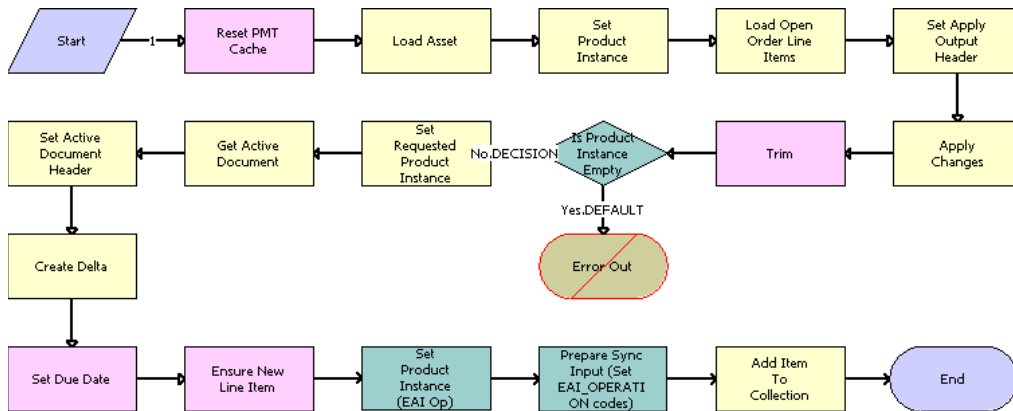 Start
1
Reset PMT
Cache
Load Asset
Set
Product
Instance
Load Open
Order Line
Items
Set Apply
Output
Header
Set Active
Document
Header
Get Active
Document
Set
Requested
Product
Instance
No.DECISION
Is Product
Instance
Empty
Trim
Apply
Changes
Yes.DEFAULT
Create Delta
Error Out
Set Due Date
Ensure New
Line Item
Set
Product
Instance
(EAI Op)
Prepare Sync
Input (Set
EAI_OPERATI
ON codes)
Add Item
To
Collection
End